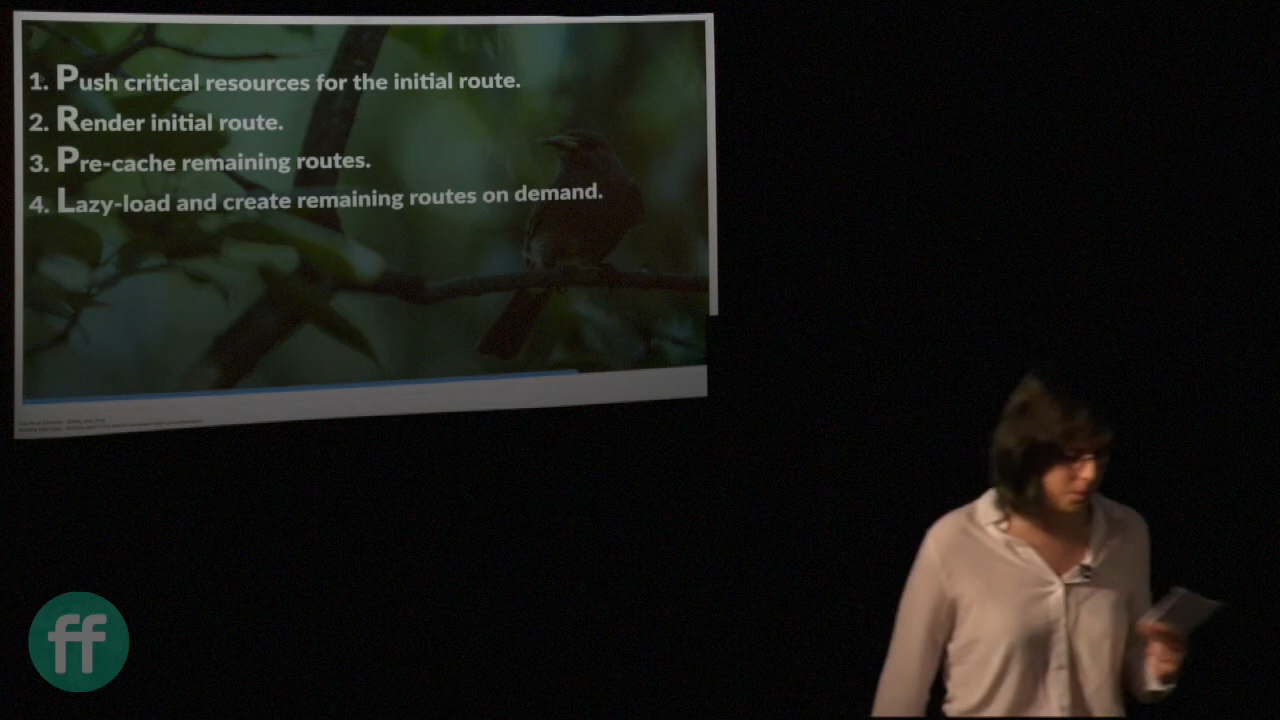 1. Push critical resources for the initial route.
2. Render initial route.
3. Pre-cache remaining routes.
4. Lazy-load and create remaining routes on demand.
ff